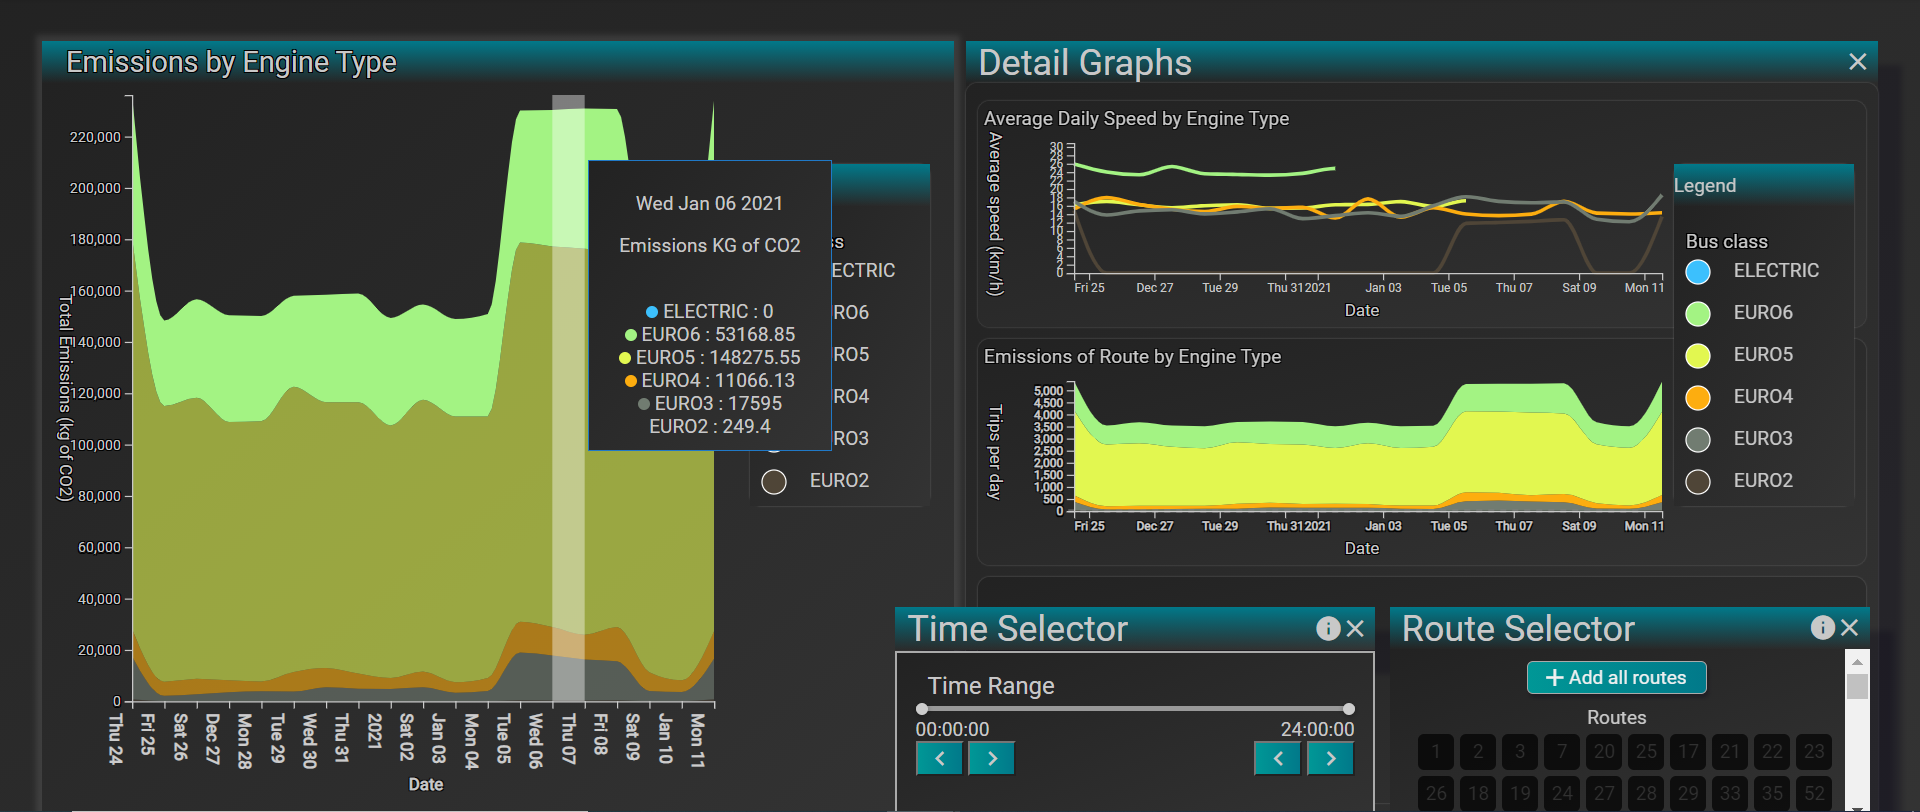 Emissions by Engine Type
220,000
200,000
180,000
160,000
140,000
120,000
100,000
80,000
60,000
40,000
20,000
0
Total Emissions (kg of CO2)
Thu 24
Fri 25
Sat 26
Dec 27
Mon 28
Tue 29
Wed 30
Thu 31
2021
Sat 02
Jan 03
Mon 04
Tue 05
Wed 06
Thu 07
Fri 08
Sat 09
Jan 10
Mon 11
Date
Wed Jan 06 2021
Emissions KG of CO2
ELECTRIC : 0
EURO6 : 53168.85
EURO5 : 148275.55
EURO4 : 11066.13
EURO3 : 17595
EURO2 : 249.4
ss
ECTRIC
RO6
RO5
RO4
RO3
EURO2
Detail Graphs
Average Daily Speed by Engine Type
Average speed (km/h)
30
28
26
24
22
20
18
16
14
12
10
8
6
4
2
0
Fri 25 Dec 27 Tue 29 Thu 31 2021 Jan 03 Tue 05 Thu 07 Sat 09 Mon 11
Date
Emissions of Route by Engine Type
Trips per day
5,000
4,500
4,000
3,500
3,000
2,500
2,000
1,500
1,000
500
0
Fri 25 Dec 27 Tue 29 Thu 31 2021 Jan 03 Tue 05 Thu 07 Sat 09 Mon 11
Date
Legend
Bus class
ELECTRIC
EURO6
EURO5
EURO4
EURO3
EURO2
Time Selector
Time Range
00:00:00 24:00:00
Route Selector
+ Add all routes
Routes
1 2 3 7 20 25 17 21 22 23
26 18 19 24 27 28 29 33 35 52